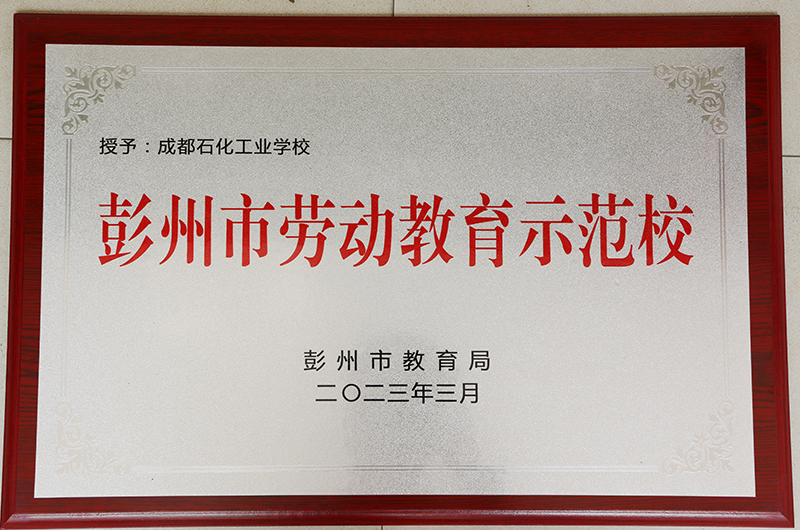 授予：成都石化工业学校
彭州市劳动教育示范校
彭州市教育局
二〇二三年三月